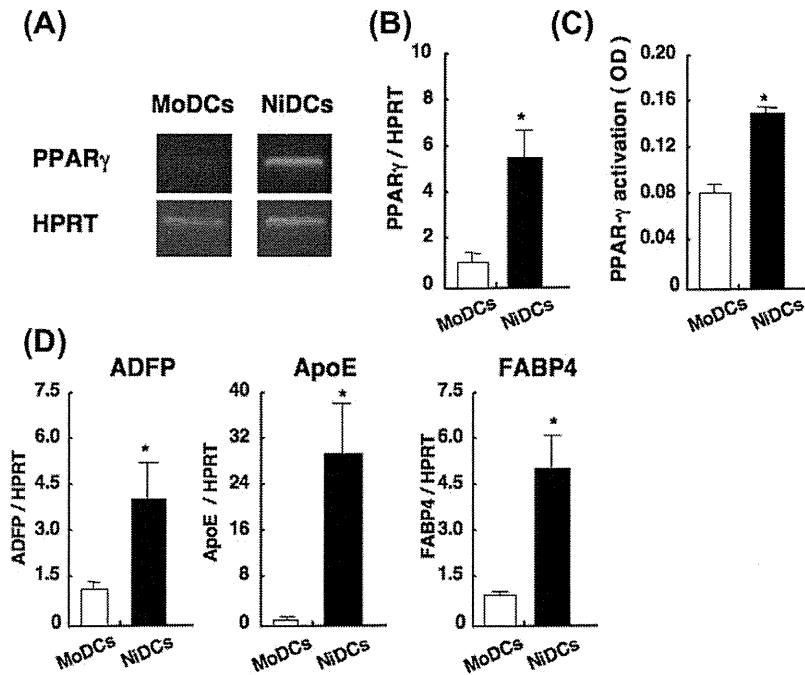 (A)
MoDCs NiDCs
PPARγ
HPRT
(B)
PPARγ / HPRT
10
8
6
4
2
0
*
MoDCs
NiDCs
(C)
PPAR-γ activation ( OD )
0.20
0.16
0.12
0.08
0.04
0
*
MoDCs
NiDCs
(D)
ADFP
ADFP / HPRT
7.5
6.0
4.5
3.0
1.5
0
*
MoDCs
NiDCs
ApoE
ApoE / HPRT
40
32
24
16
8
0
*
MoDCs
NiDCs
FABP4
FABP4 / HPRT
7.5
6.0
4.5
3.0
1.5
0
*
MoDCs
NiDCs